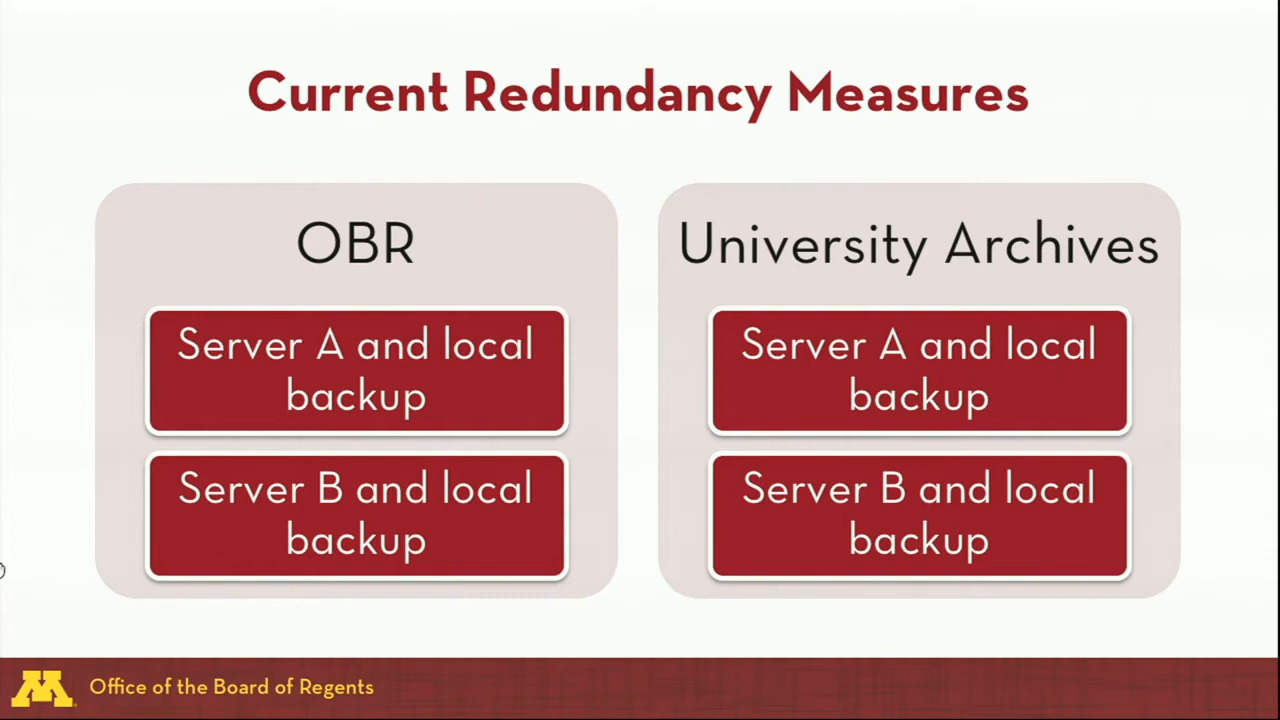 Current Redundancy Measures
OBR
Server A and local
backup
Server B and local
backup
University Archives
Server A and local
backup
Server B and local
backup
M
Office of the Board of Regents